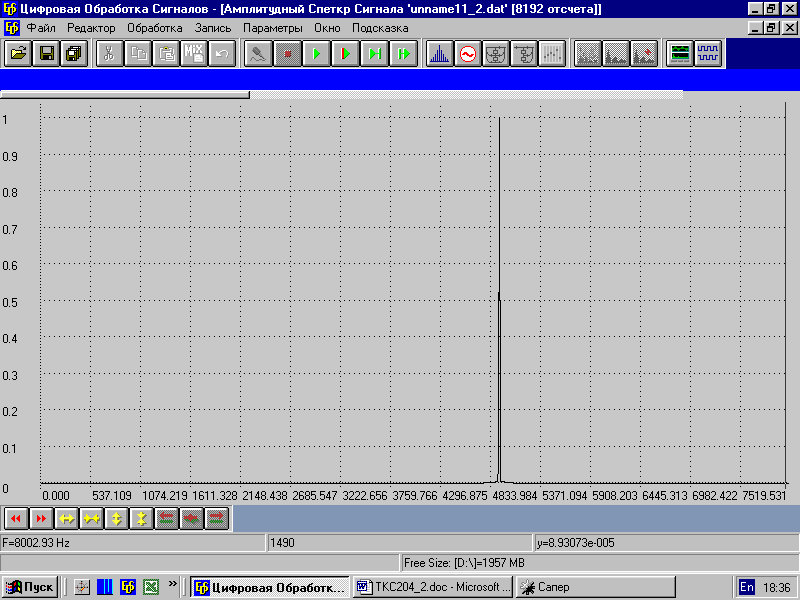 Цифровая Обработка Сигналов - [Амплитудный Спеткр Сигнала 'unname11_2.dat' [8192 отсчета]]
Файл Редактор Обработка Запись Параметры Окно Подсказка
MiX
1
0.9
0.8
0.7
0.6
0.5
0.4
0.3
0.2
0.1
0
0.000 537.109 1074.219 1611.328 2148.438 2685.547 3222.656 3759.766 4296.875 4833.984 5371.094 5908.203 6445.313 6982.422 7519.531
F=8002.93 Hz 1490 y=8.93073e-005
Free Size: [D:\]=1957 MB
Пуск » Цифровая Обработк... TKC204_2.doc - Microsoft ... Сапер En 18:36